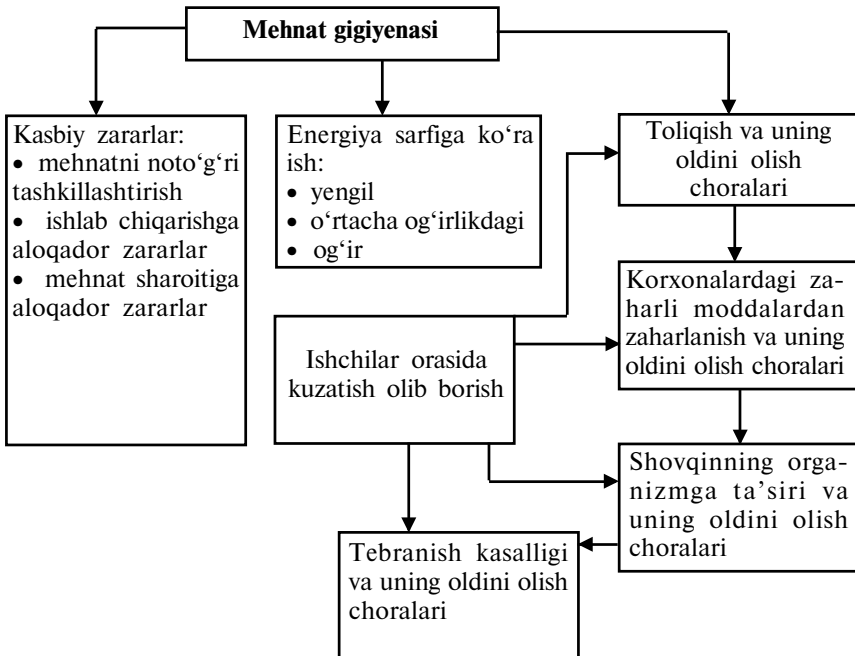 Mehnat gigiyenasi
Kasbiy zararlar:
• mehnatni noto‘g‘ri
tashkillashtirish
• ishlab chiqarishga
aloqador zararlar
• mehnat sharoitiga
aloqador zararlar
Energiya sarfiga ko‘ra
ish:
• yengil
• o‘rtacha og‘irlikdagi
• og‘ir
Toliqish va uning
oldini olish
choralari
Korxonalardagi za-
harli moddalardan
zaharlanish va uning
oldini olish choralari
Ishchilar orasida
kuzatish olib borish
Shovqinning orga-
nizmga ta’siri va
uning oldini olish
choralari
Tebranish kasalligi
va uning oldini olish
choralari